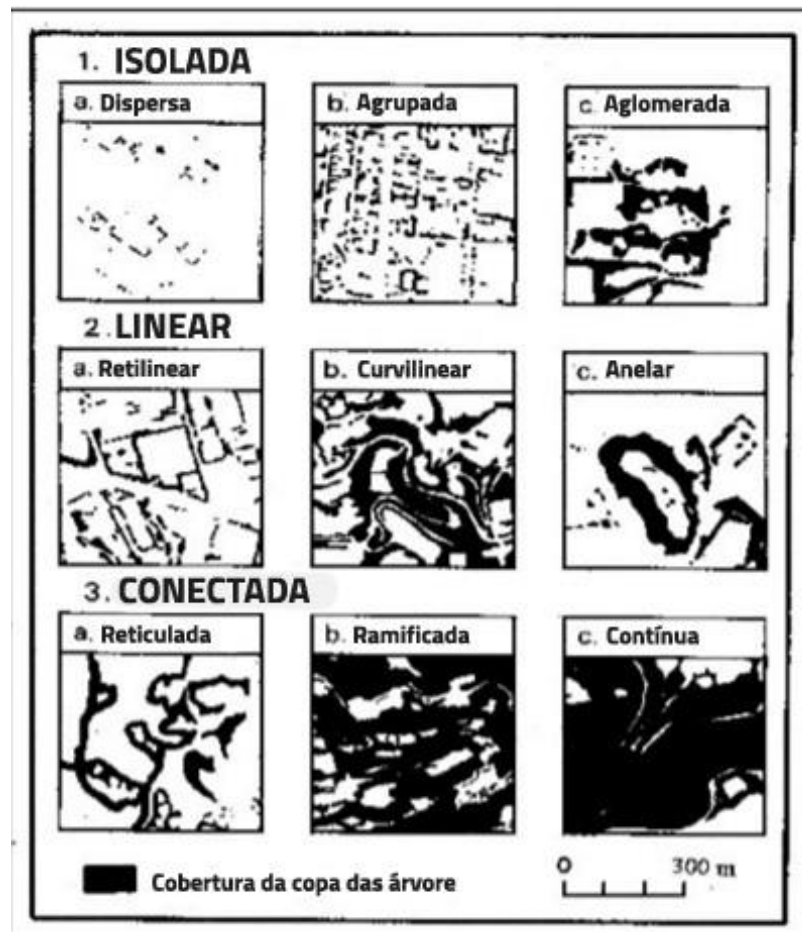 1. ISOLADA
a. Dispersa
b. Agrupada
c. Aglomerada
2. LINEAR
a. Retilinear
b. Curvilinear
c. Anelar
3. CONECTADA
a. Reticulada
b. Ramificada
c. Contínua
Cobertura da copa das árvore
0 300 m